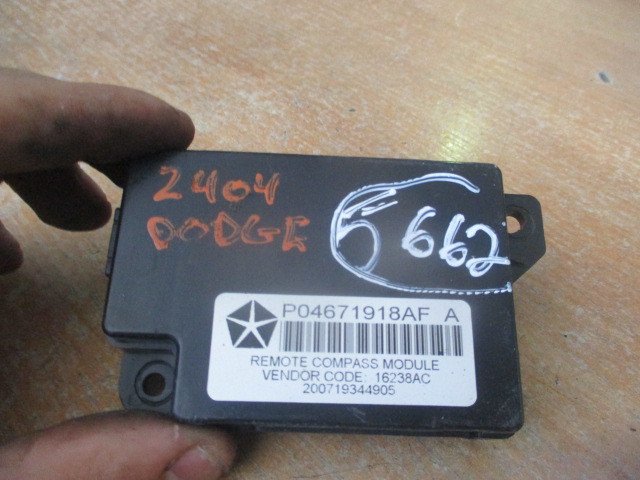 2404
DODGE
5 662
P04671918AF A
REMOTE COMPASS MODULE
VENDOR CODE: 16238AC
200719344905